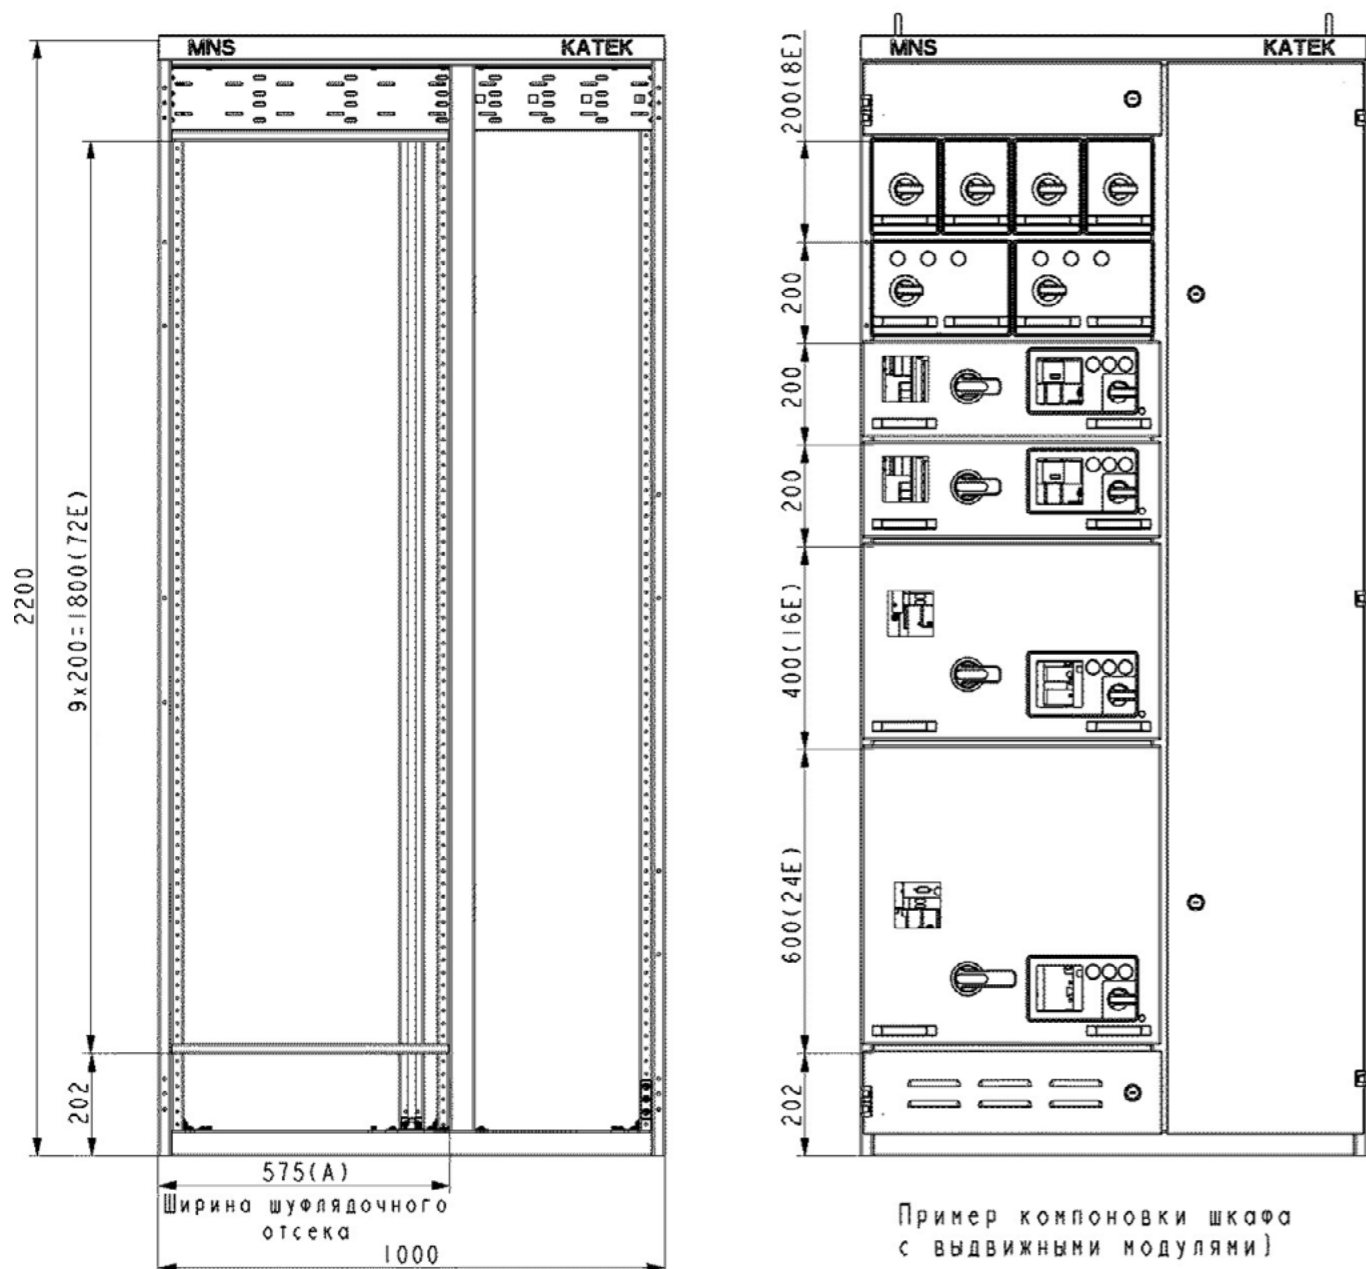 MNS KATEK
2200
9x200=1800(72E)
202
575(A)
Ширина шуфлядочного
отсека
1000
MNS KATEK
200(8E)
200
200
200
400(16E)
600(24E)
202
Пример компоновки шкафа
с выдвижными модулями)